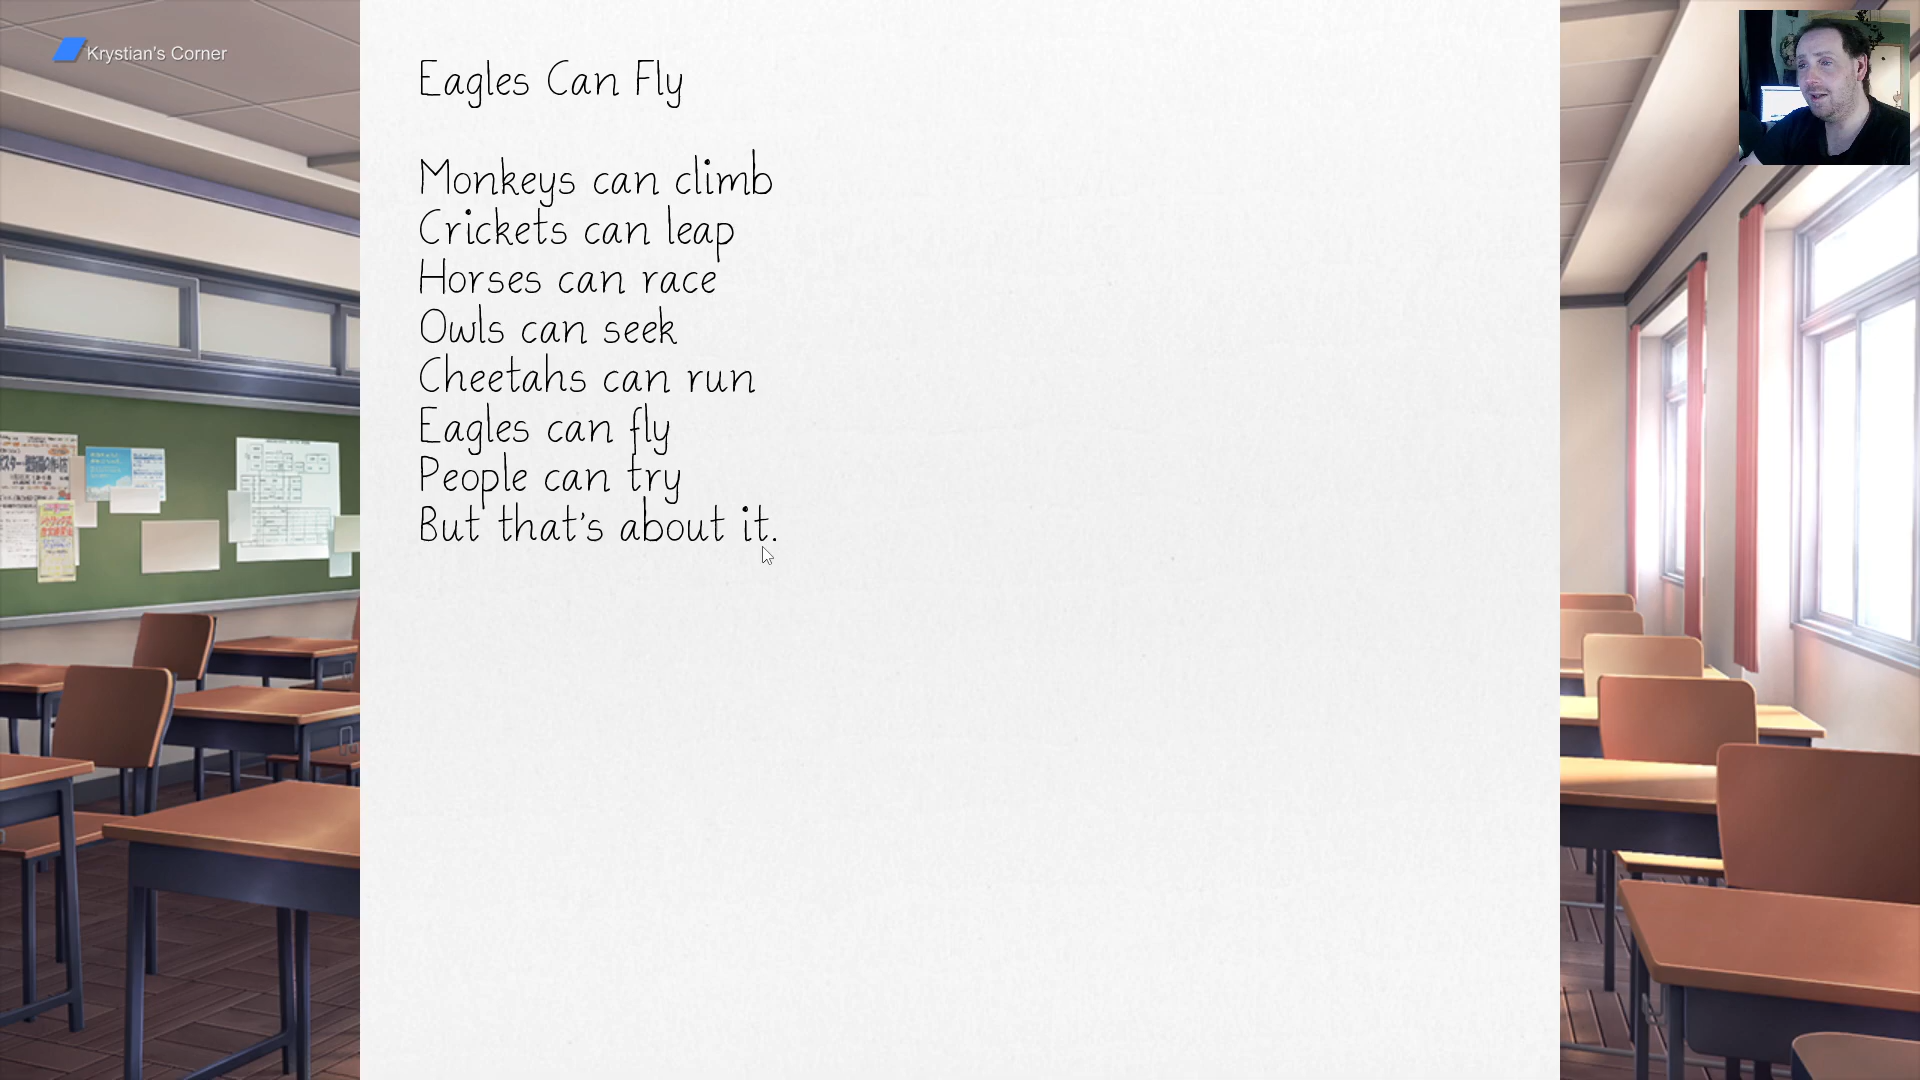 Krystian's Corner
Eagles Can Fly
Monkeys can climb
Crickets can leap
Horses can race
Owls can seek
Cheetahs can run
Eagles can fly
People can try
But that's about it.